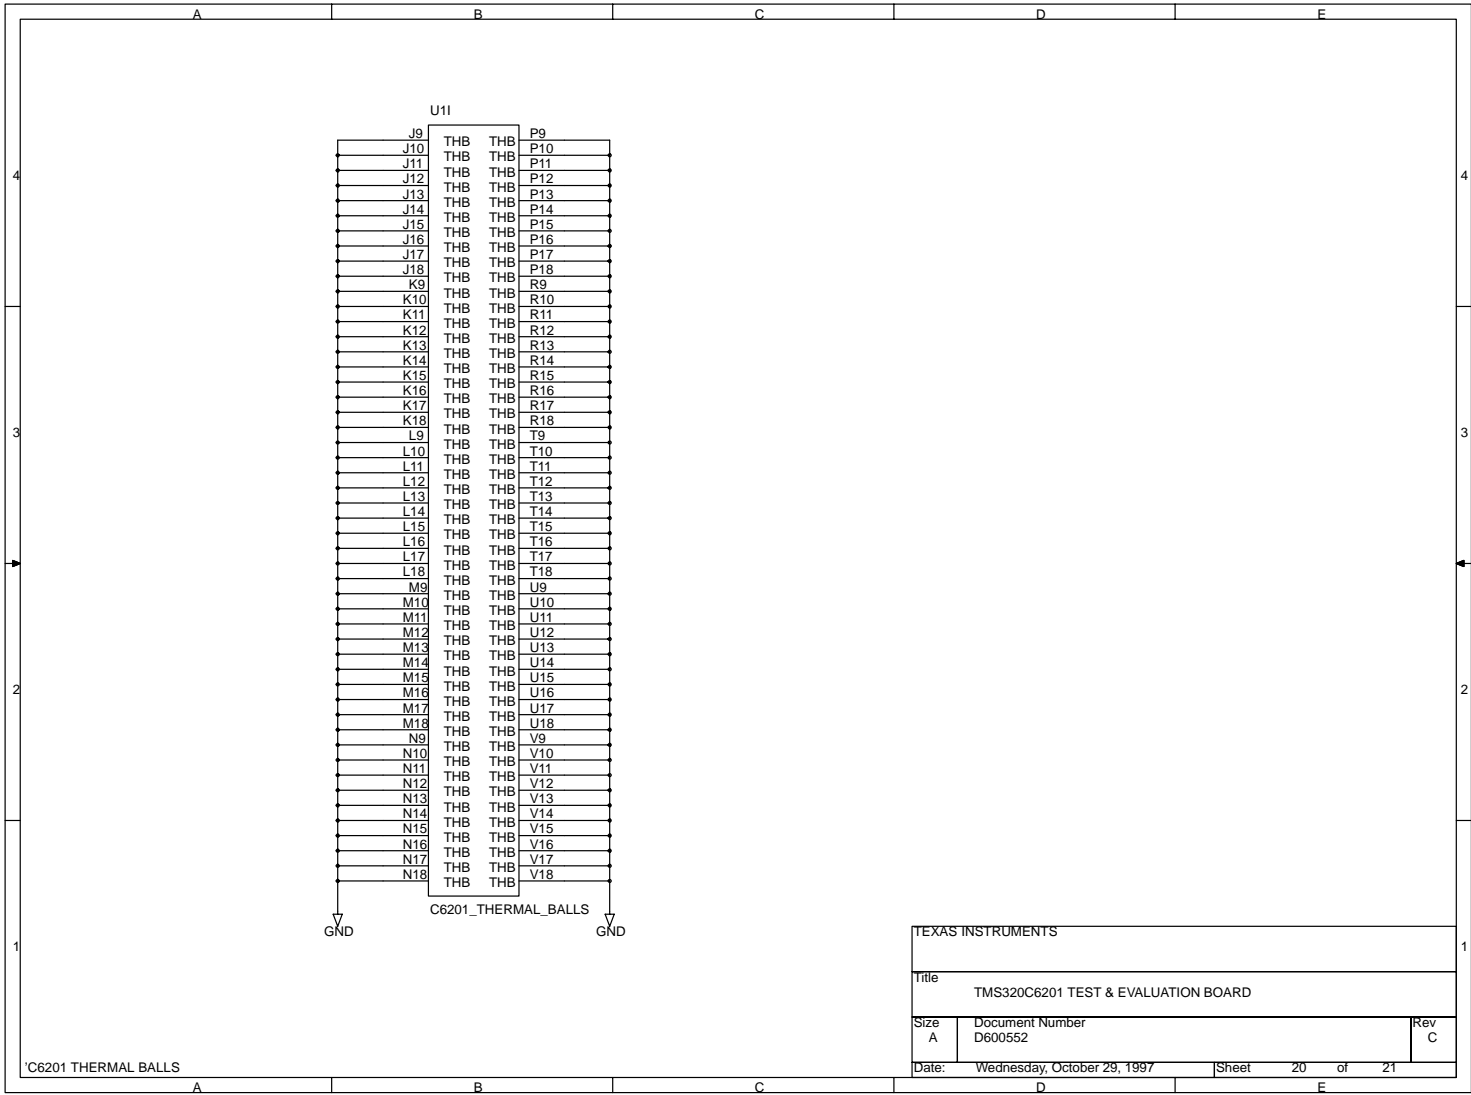 A B C D E
U1I
J9 THB THB P9
J10 THB THB P10
J11 THB THB P11
J12 THB THB P12
4 4
J13 THB THB P13
J14 THB THB P14
J15 THB THB P15
J16 THB THB P16
J17 THB THB P17
J18 THB THB P18
K9 THB THB R9
K10 THB THB R10
K11 THB THB R11
K12 THB THB R12
K13 THB THB R13
K14 THB THB R14
K15 THB THB R15
K16 THB THB R16
K17 THB THB R17
K18 THB THB R18
3 3
L9 THB THB T9
L10 THB THB T10
L11 THB THB T11
L12 THB THB T12
L13 THB THB T13
L14 THB THB T14
L15 THB THB T15
L16 THB THB T16
L17 THB THB T17
L18 THB THB T18
M9 THB THB U9
M10 THB THB U10
M11 THB THB U11
M12 THB THB U12
M13 THB THB U13
M14 THB THB U14
M15 THB THB U15
M16 THB THB U16
2 2
M17 THB THB U17
M18 THB THB U18
N9 THB THB V9
N10 THB THB V10
N11 THB THB V11
N12 THB THB V12
N13 THB THB V13
N14 THB THB V14
N15 THB THB V15
N16 THB THB V16
N17 THB THB V17
N18 THB THB V18
C6201_THERMAL_BALLS
GND GND
1 1
TEXAS INSTRUMENTS
Title
TMS320C6201 TEST & EVALUATION BOARD
Size Document Number Rev
A D600552 C
Date: Wednesday, October 29, 1997 Sheet 20 of 21
'C6201 THERMAL BALLS
A B C D E